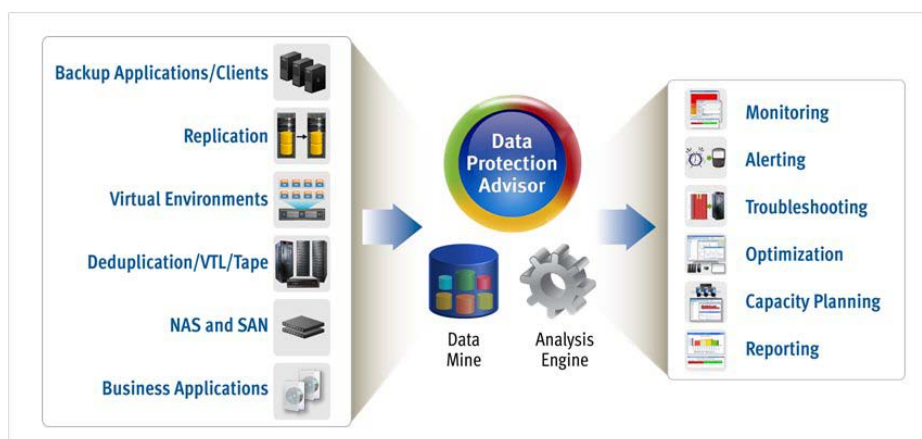 Backup Applications/Clients
Replication
Virtual Environments
Deduplication/VTL/Tape
NAS and SAN
Business Applications
Data
Protection
Advisor
Data
Mine
Analysis
Engine
Monitoring
Alerting
Troubleshooting
Optimization
Capacity Planning
Reporting